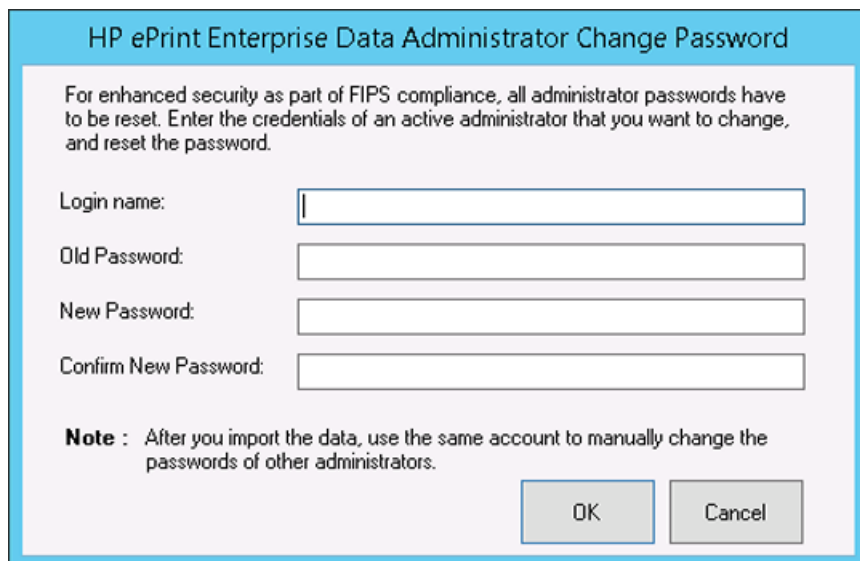 HP ePrint Enterprise Data Administrator Change Password
For enhanced security as part of FIPS compliance, all administrator passwords have
to be reset. Enter the credentials of an active administrator that you want to change,
and reset the password.
Login name:
Old Password:
New Password:
Confirm New Password:
Note : After you import the data, use the same account to manually change the
passwords of other administrators.
OK Cancel